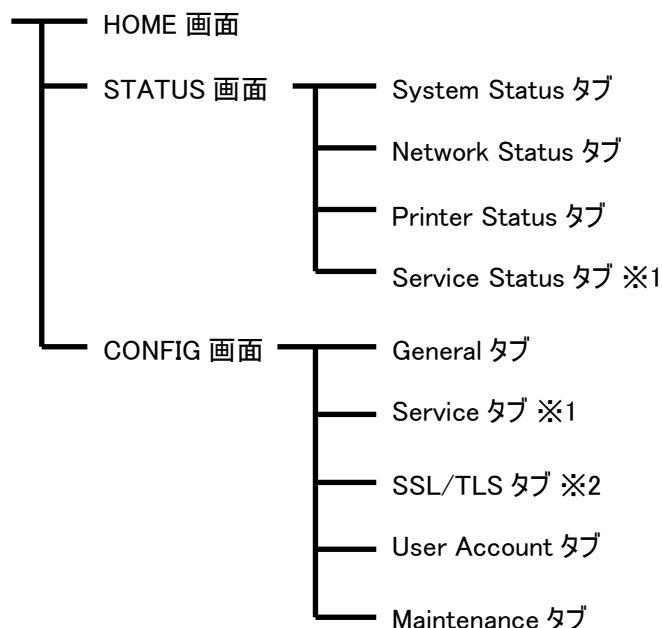 HOME 画面
STATUS 画面
System Status タブ
Network Status タブ
Printer Status タブ
Service Status タブ ※1
CONFIG 画面
General タブ
Service タブ ※1
SSL/TLS タブ ※2
User Account タブ
Maintenance タブ